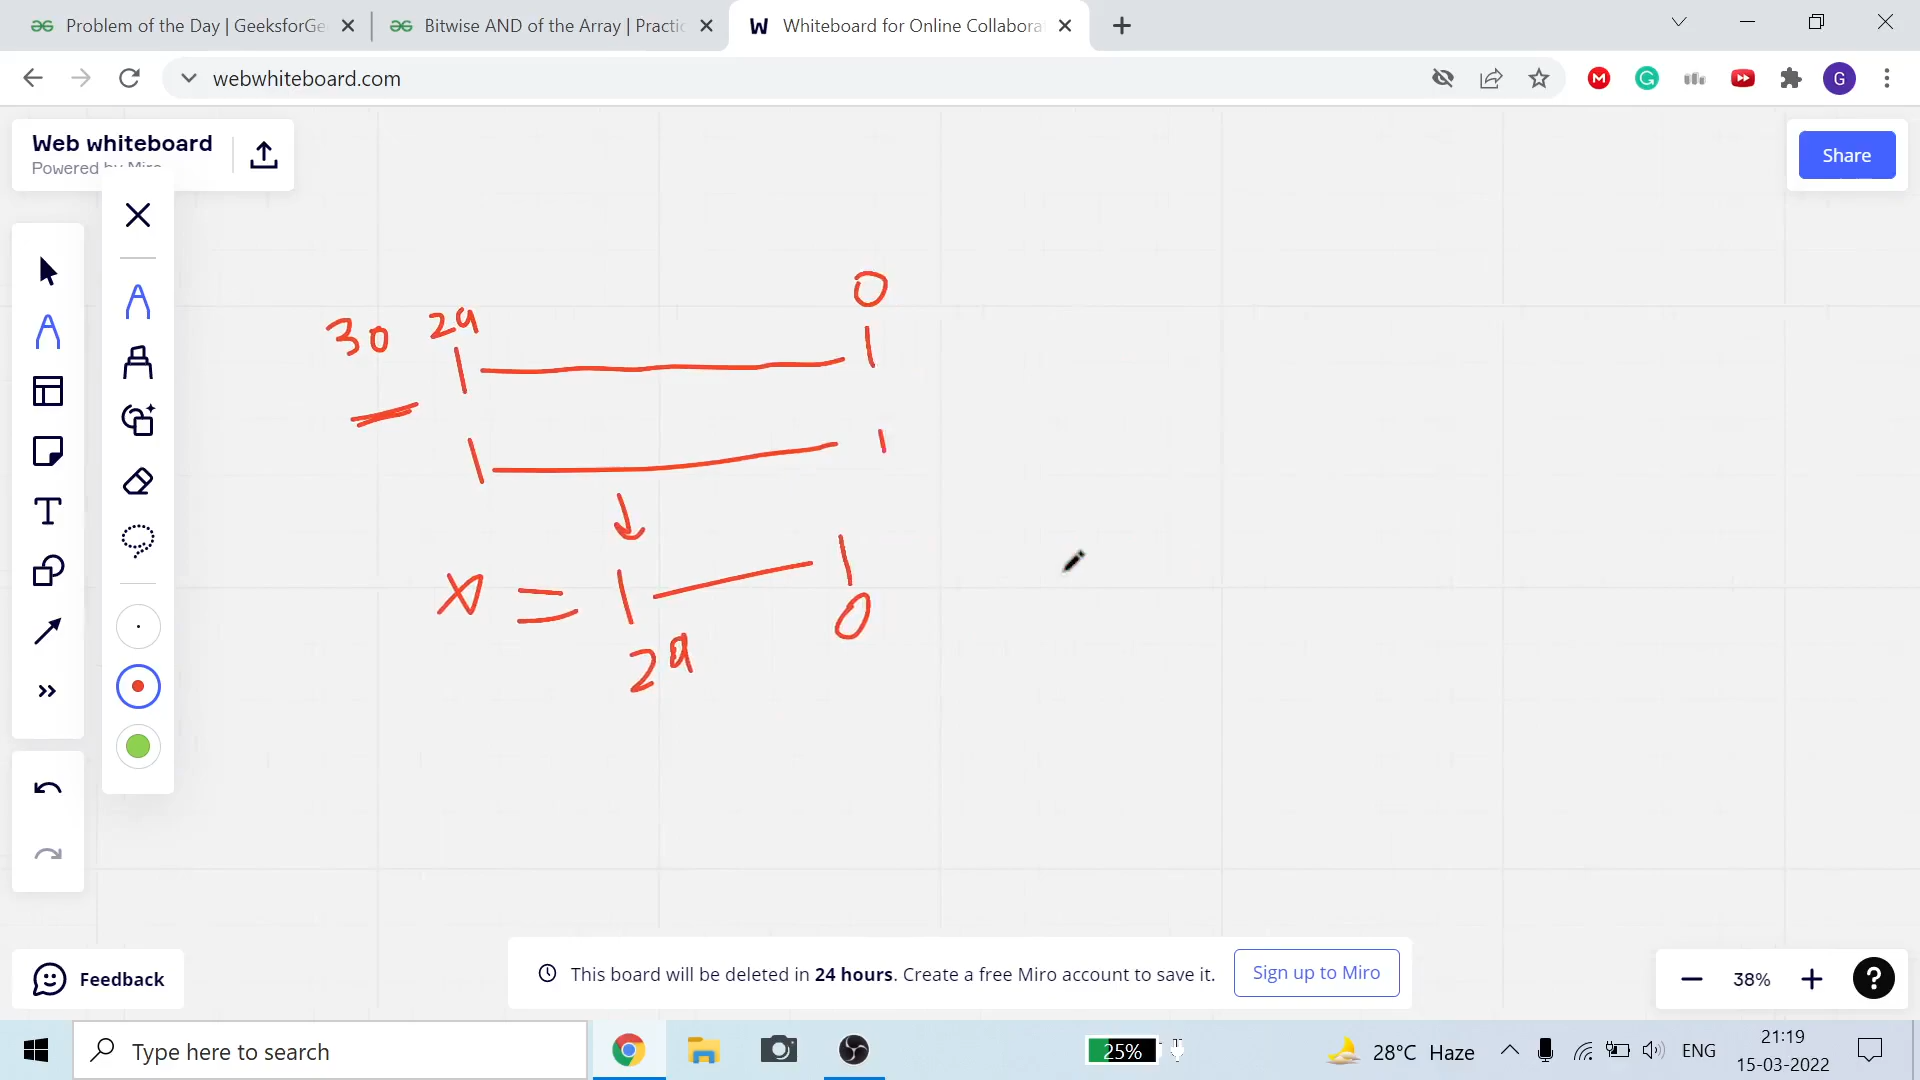 Problem of the Day | GeeksforGe
Bitwise AND of the Array | Practic
Whiteboard for Online Collabora
webwhiteboard.com
G
Web whiteboard
Powered by Miro
Share
0
30 29
1 1
1 1
x = 1 1
0
29
Feedback
This board will be deleted in 24 hours. Create a free Miro account to save it.
Sign up to Miro
38%
Type here to search
25%
28°C Haze
ENG
21:19
15-03-2022